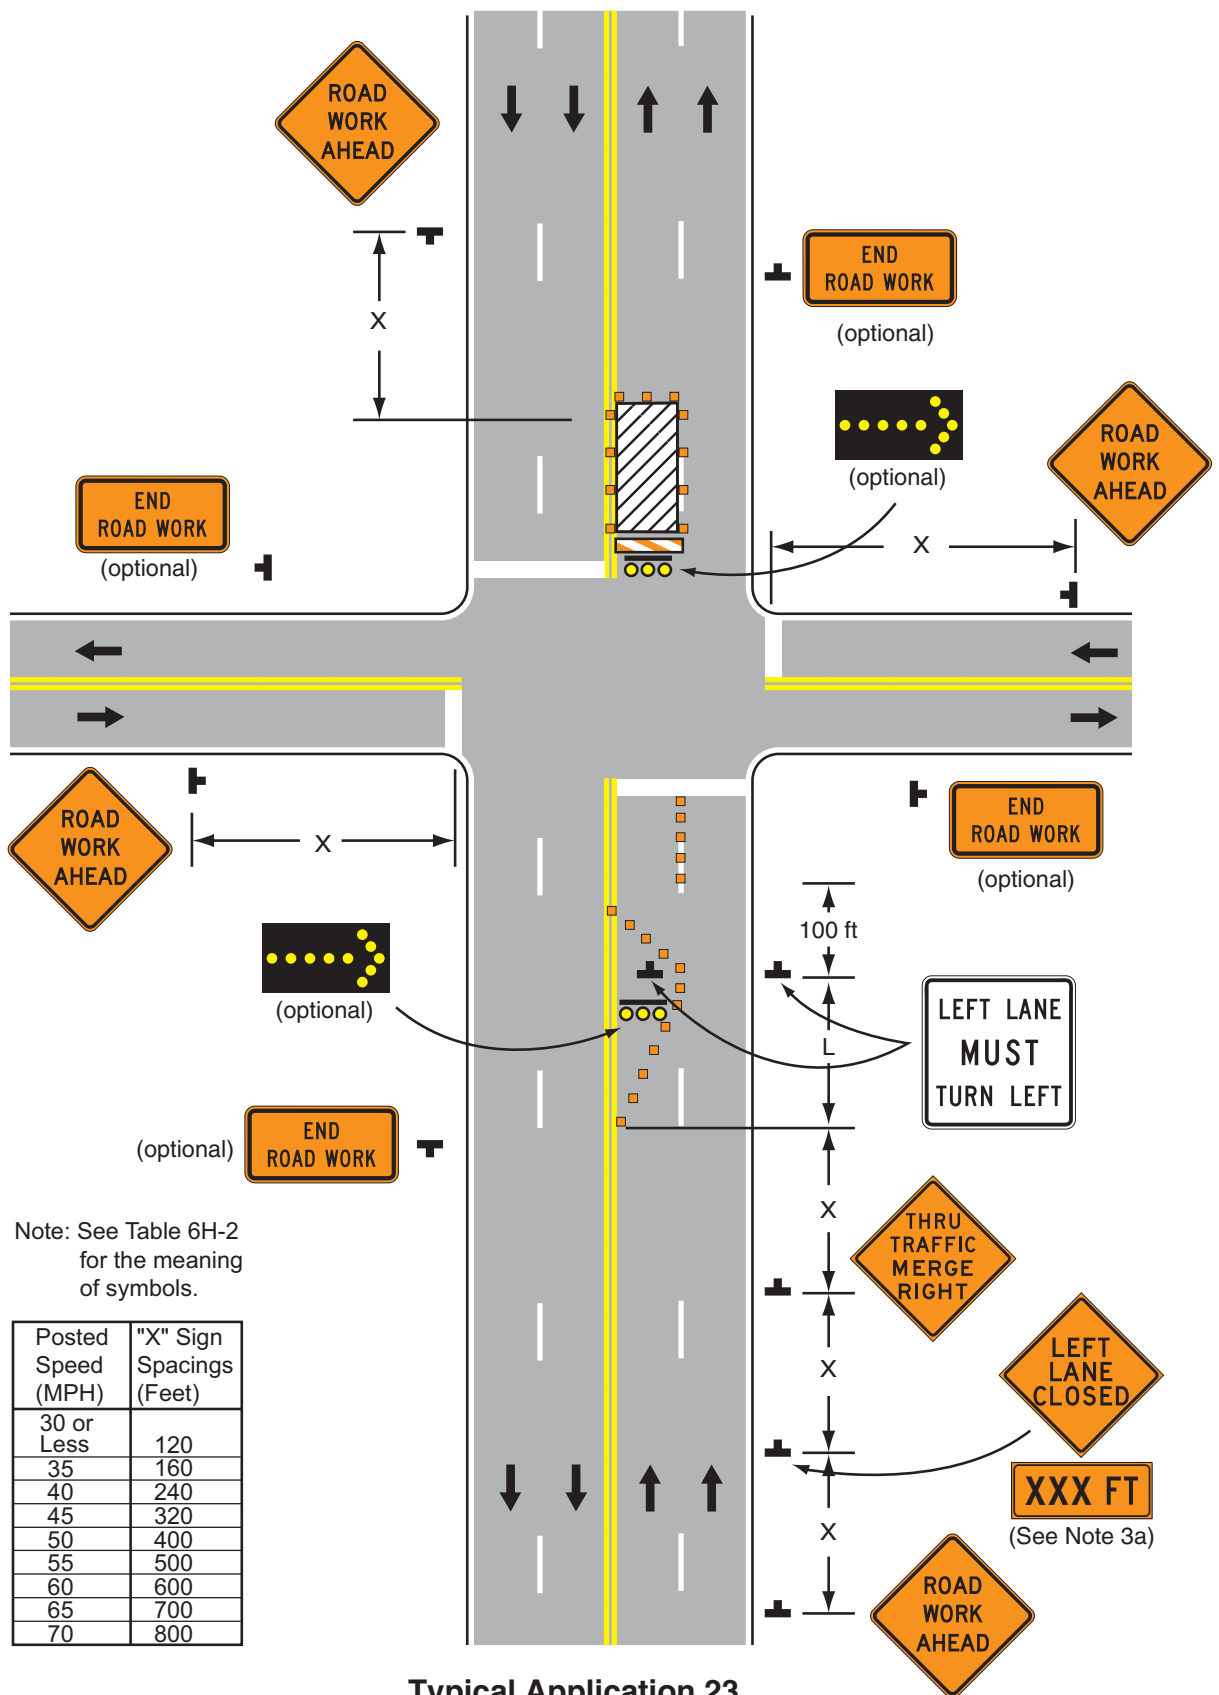 ROAD
WORK
AHEAD
END
ROAD WORK
(optional)
X
(optional)
ROAD
WORK
AHEAD
END
ROAD WORK
(optional)
X
ROAD
WORK
AHEAD
X
END
ROAD WORK
(optional)
100 ft
(optional)
LEFT LANE
MUST
TURN LEFT
L
(optional)
END
ROAD WORK
X
THRU
TRAFFIC
MERGE
RIGHT
Note: See Table 6H-2
for the meaning
of symbols.
X
LEFT
LANE
CLOSED
XXX FT
(See Note 3a)
X
ROAD
WORK
AHEAD
Posted Speed (MPH) "X" Sign Spacings (Feet)
30 or Less 120
35 160
40 240
45 320
50 400
55 500
60 600
65 700
70 800
Typical Application 23